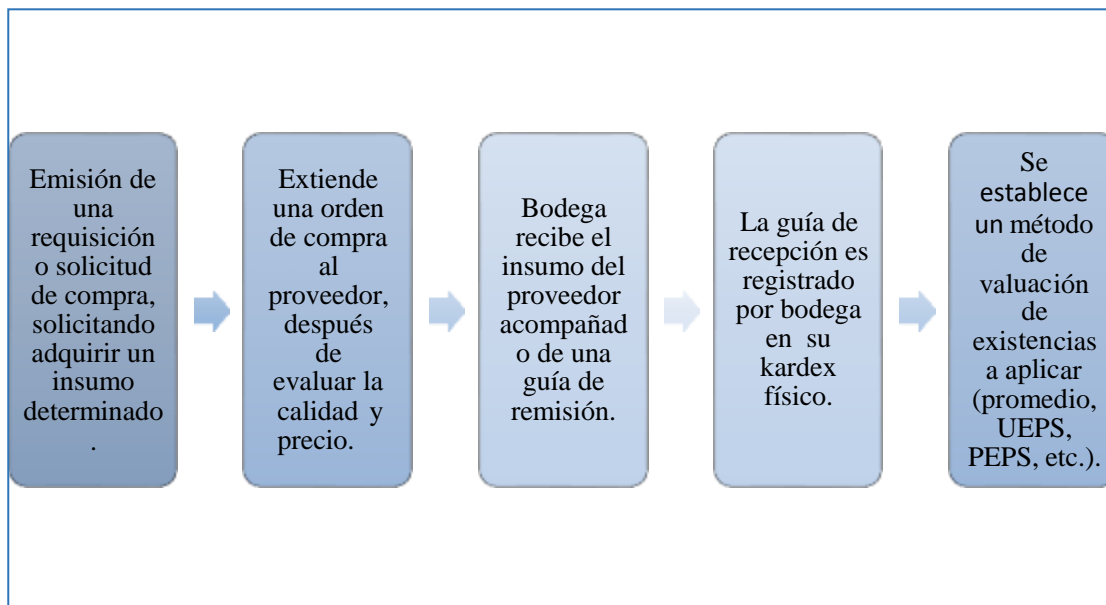 Emisión de
una
requisición
o solicitud
de compra,
solicitando
adquirir un
insumo
determinado
.
Extiende
una orden
de compra
al
proveedor,
después
de
evaluar la
calidad y
precio.
Bodega
recibe el
insumo del
proveedor
acompañad
o de una
guía de
remisión.
La guía de
recepción es
registrado
por bodega
en su
kardex
físico.
Se
establece
un método
de
valuación
de
existencias
a aplicar
(promedio,
UEPS,
PEPS, etc.).